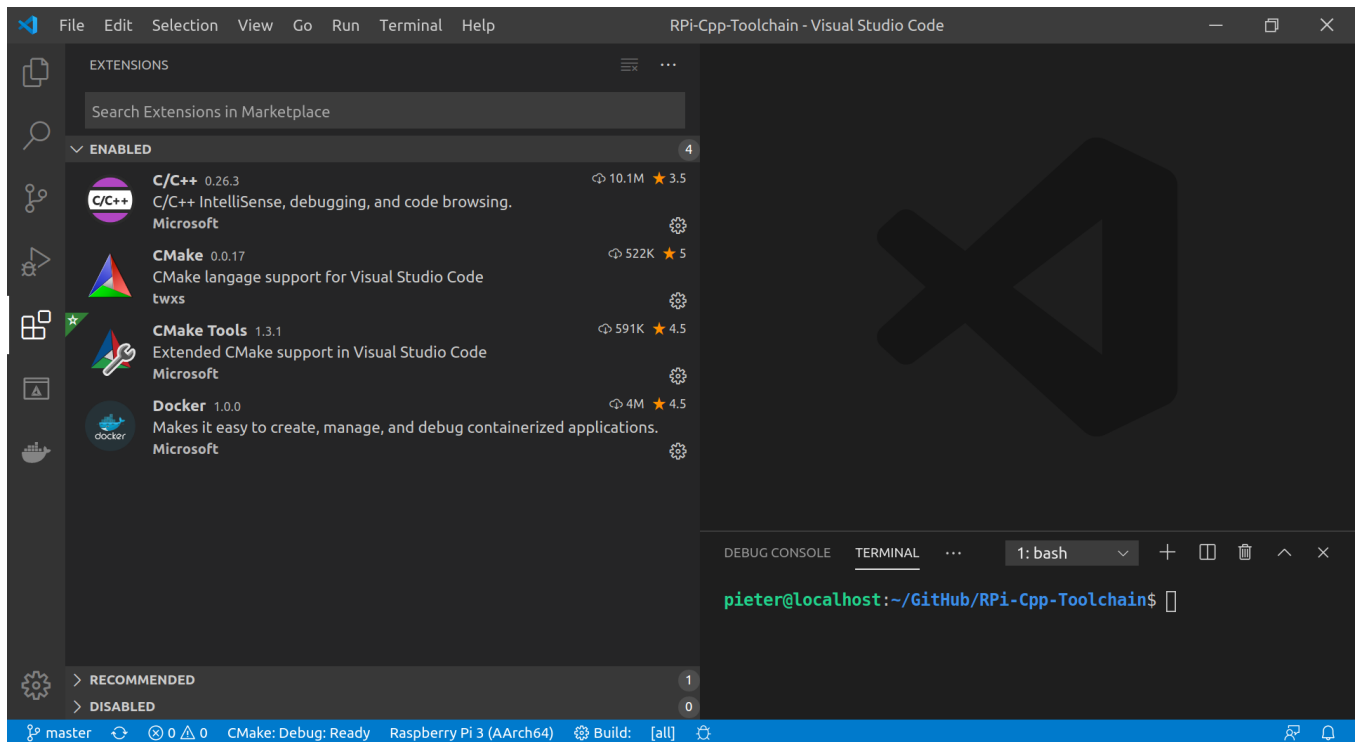 File Edit Selection View Go Run Terminal Help RPi-Cpp-Toolchain - Visual Studio Code
EXTENSIONS
Search Extensions in Marketplace
ENABLED 4
C/C++
C/C++ 0.26.3 10.1M 3.5
C/C++ IntelliSense, debugging, and code browsing.
Microsoft
CMake 0.0.17 522K 5
CMake langage support for Visual Studio Code
twxs
CMake Tools 1.3.1 591K 4.5
Extended CMake support in Visual Studio Code
Microsoft
docker
Docker 1.0.0 4M 4.5
Makes it easy to create, manage, and debug containerized applications.
Microsoft
DEBUG CONSOLE TERMINAL ··· 1: bash
pieter@localhost:~/GitHub/RPi-Cpp-Toolchain$
RECOMMENDED 1
DISABLED 0
master 0 0 CMake: Debug: Ready Raspberry Pi 3 (AArch64) Build: [all]